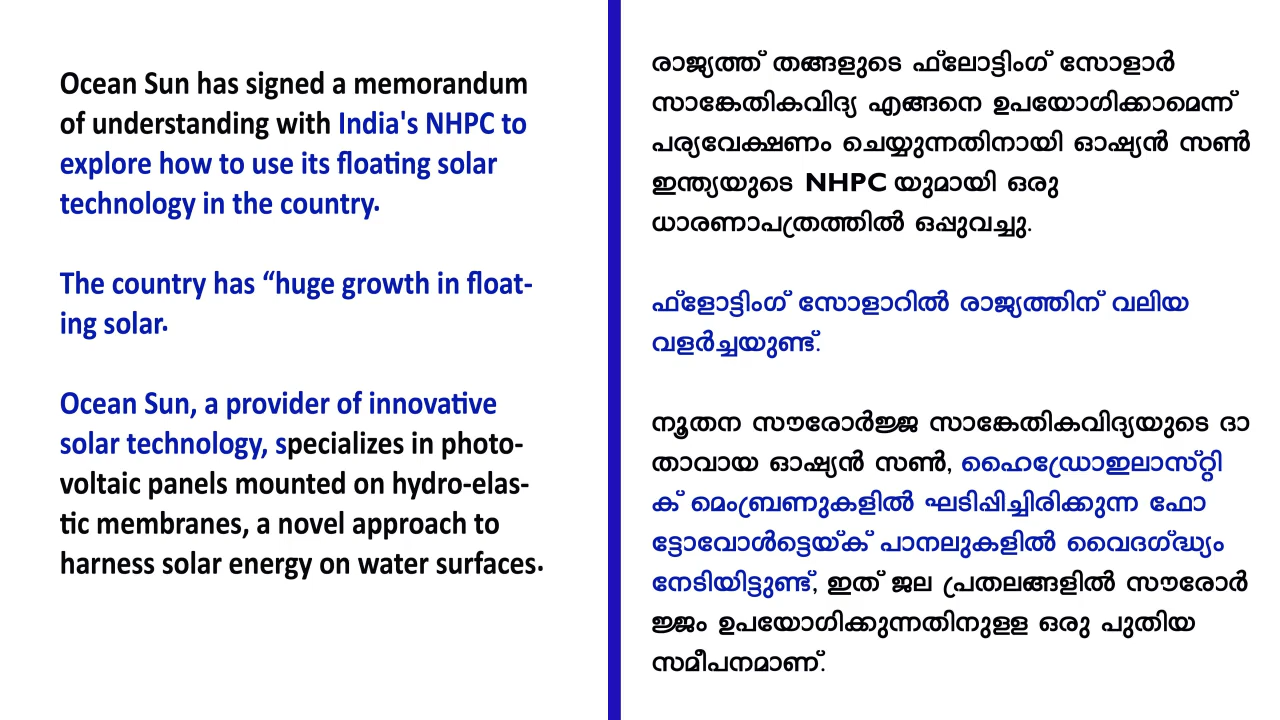 Ocean Sun has signed a memorandum
of understanding with India's NHPC to
explore how to use its floating solar
technology in the country.
The country has “huge growth in float-
ing solar.
Ocean Sun, a provider of innovative
solar technology, specializes in photo-
voltaic panels mounted on hydro-elas-
tic membranes, a novel approach to
harness solar energy on water surfaces.
രാജ്യത്ത് തങ്ങളുടെ ഫ്ലോട്ടിംഗ് സോളാർ
സാങ്കേതികവിദ്യ എങ്ങനെ ഉപയോഗിക്കാമെന്ന്
പര്യവേക്ഷണം ചെയ്യുന്നതിനായി ഓഷ്യൻ സൺ
ഇന്ത്യയുടെ NHPC യുമായി ഒരു
ധാരണാപത്രത്തിൽ ഒപ്പുവച്ചു.
ഫ്ളോട്ടിംഗ് സോളാറിൽ രാജ്യത്തിന് വലിയ
വളർച്ചയുണ്ട്.
നൂതന സൗരോർജ്ജ സാങ്കേതികവിദ്യയുടെ ദാ
താവായ ഓഷ്യൻ സൺ, ഹൈഡ്രോഇലാസ്റ്റി
ക് മെംബ്രണുകളിൽ ഘടിപ്പിച്ചിരിക്കുന്ന ഫോ
ട്ടോവോൾട്ടെയ്ക് പാനലുകളിൽ വൈദഗ്ദ്ധ്യം
നേടിയിട്ടുണ്ട്, ഇത് ജല പ്രതലങ്ങളിൽ സൗരോർ
ജ്ജം ഉപയോഗിക്കുന്നതിനുളള ഒരു പുതിയ
സമീപനമാണ്.